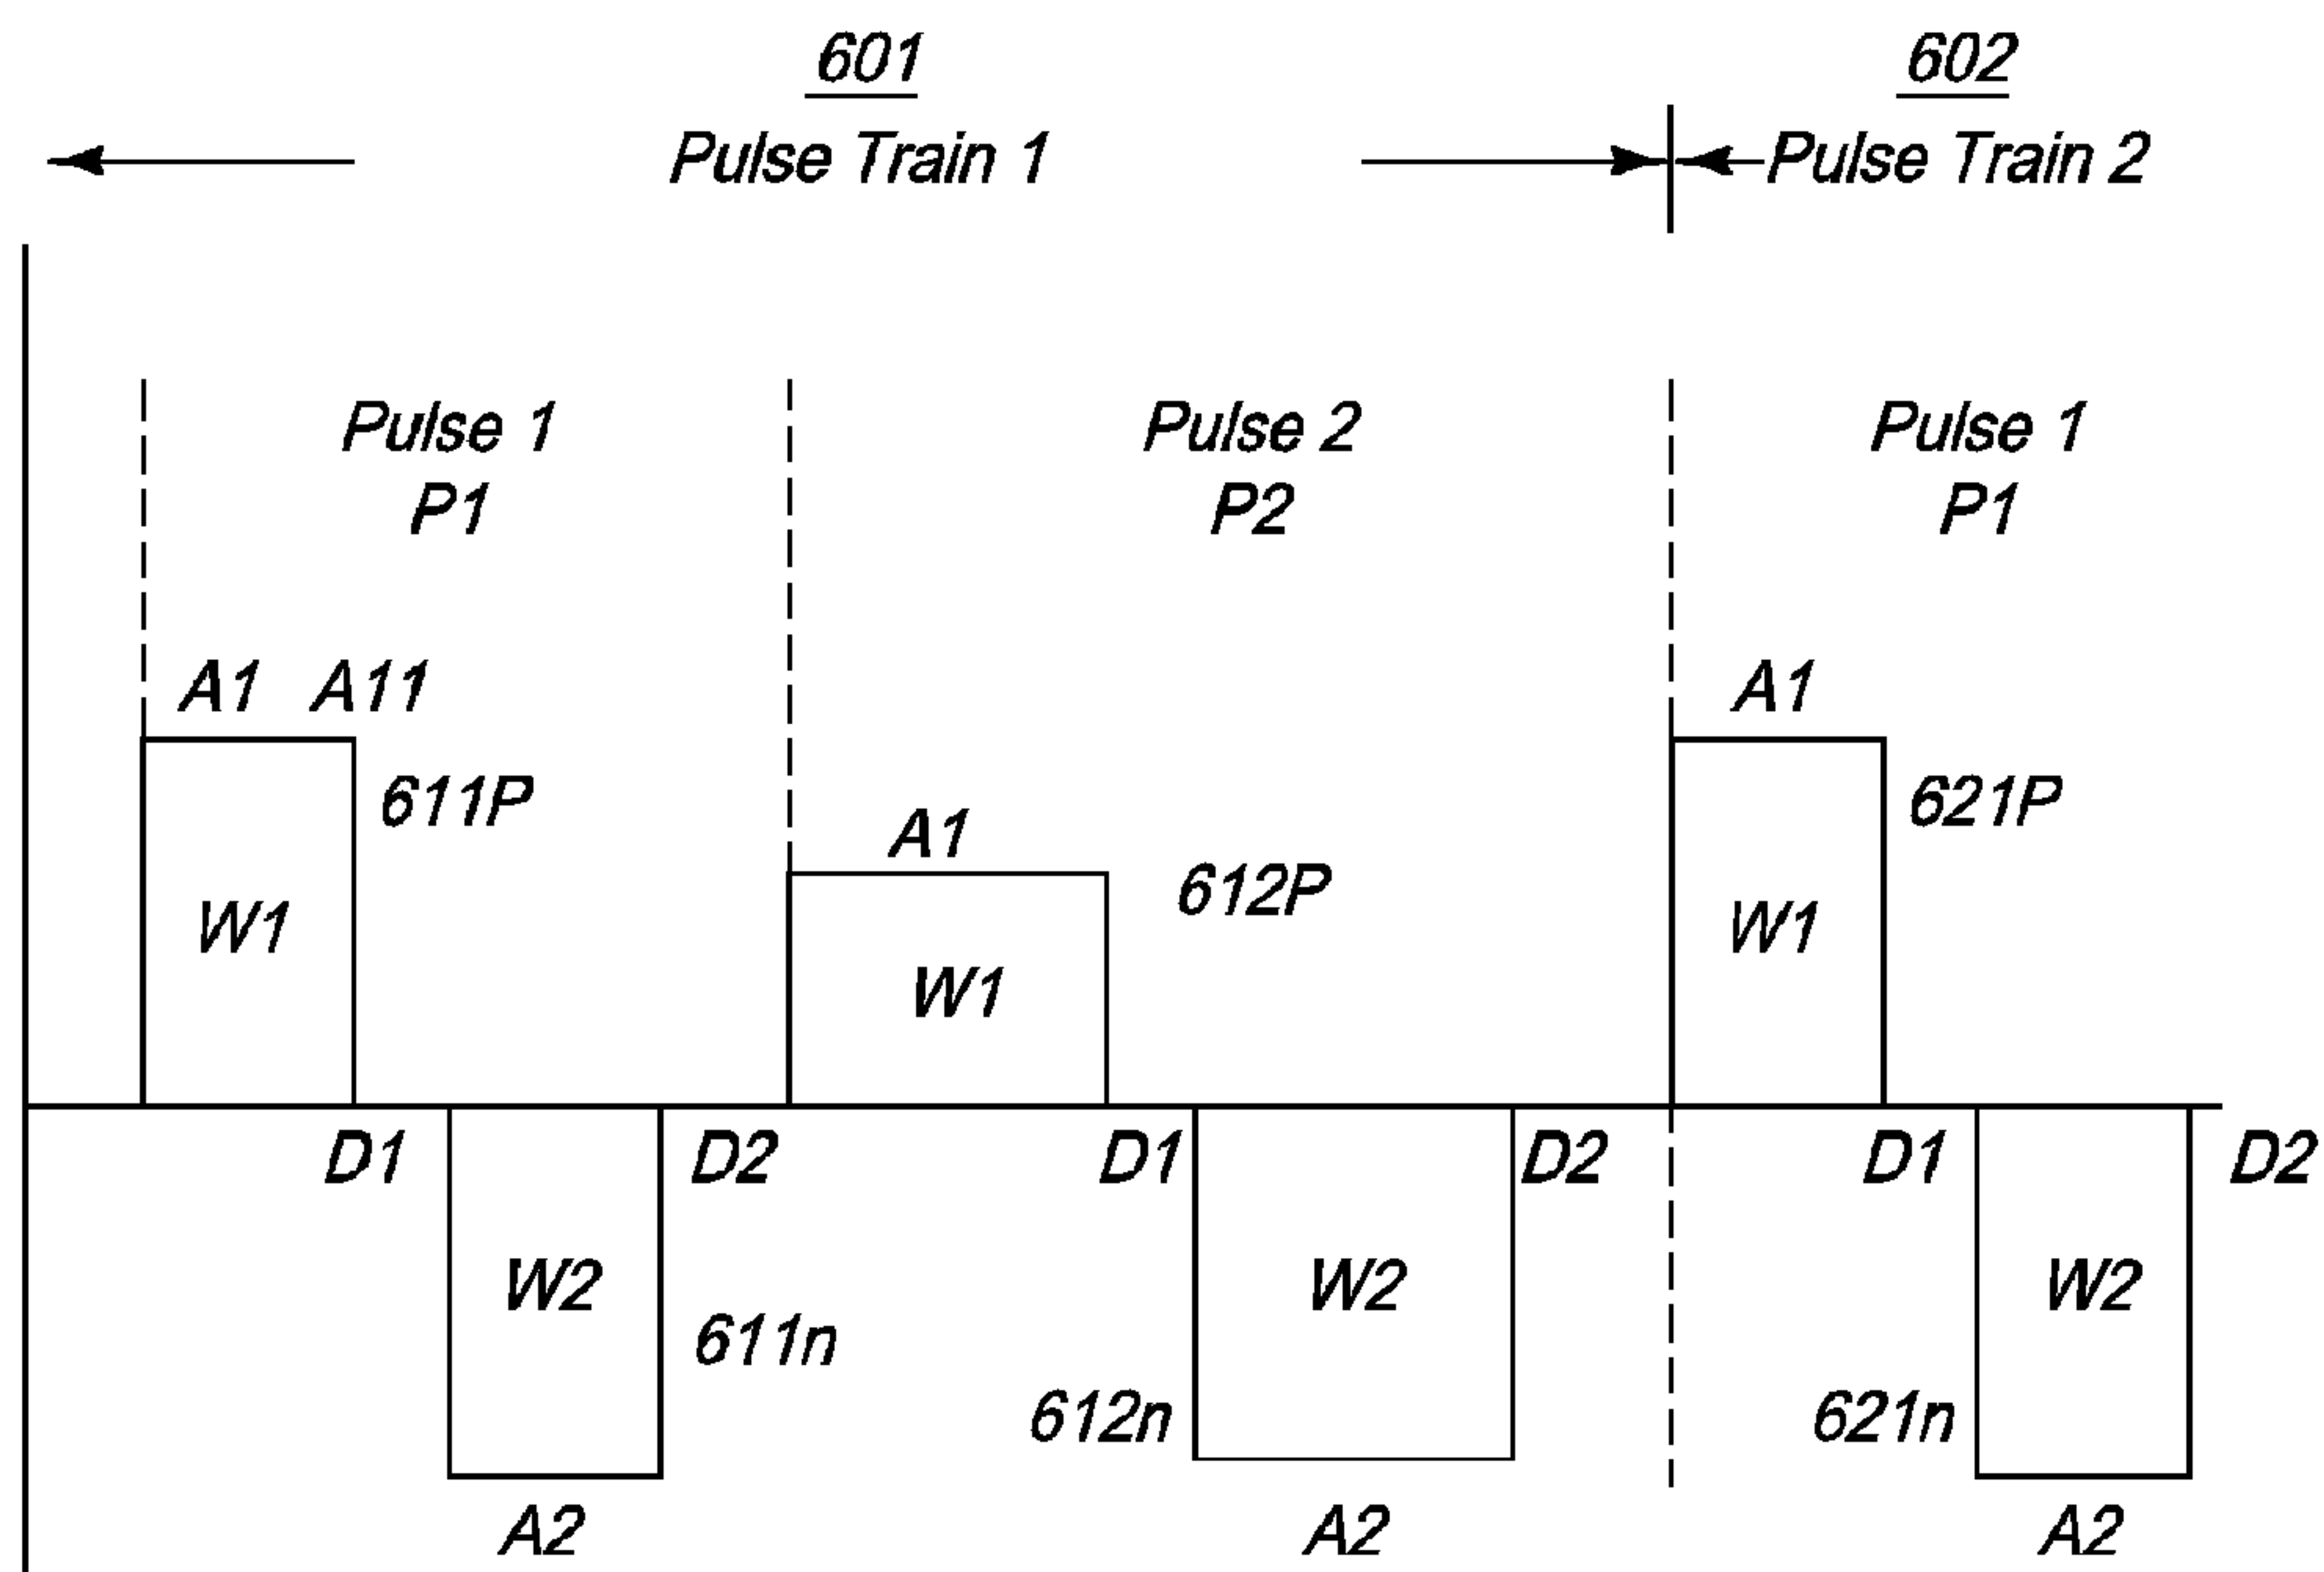 601
602
Pulse Train 1
Pulse Train 2
Pulse 1
P1
Pulse 2
P2
Pulse 1
P1
A1
A11
A1
611P
A1
621P
612P
W1
W1
W1
D1
D2
D1
D2
D1
D2
W2
W2
W2
611n
612n
621n
A2
A2
A2